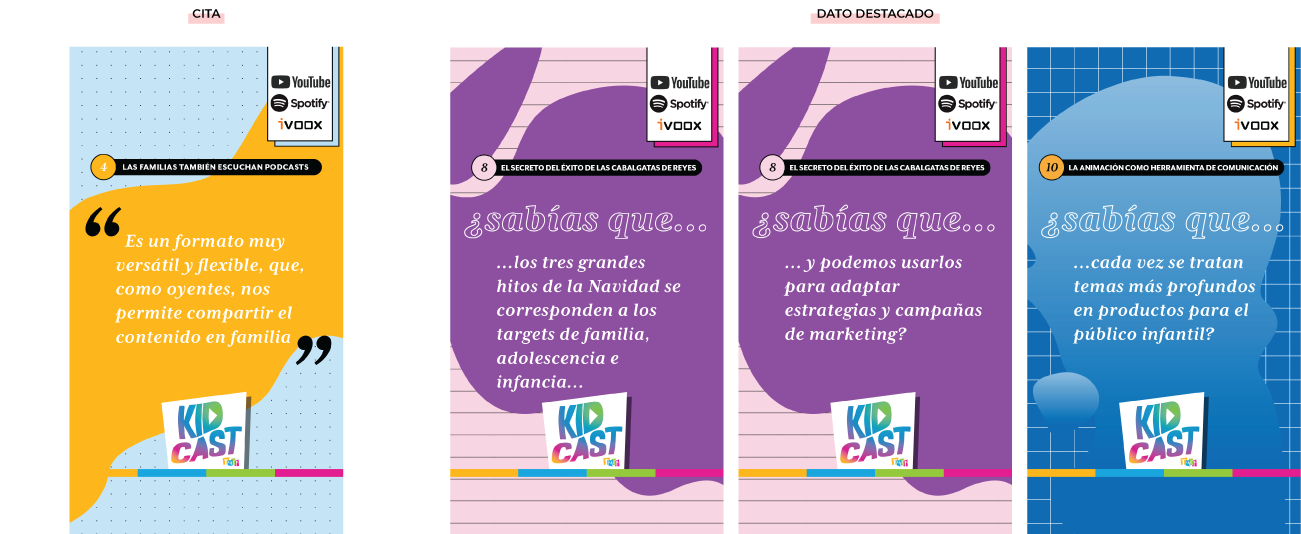 CITA
DATO DESTACADO
YouTube
Spotify
ivoox
4 LAS FAMILIAS TAMBIÉN ESCUCHAN PODCASTS
“ Es un formato muy
versátil y flexible, que,
como oyentes, nos
permite compartir el
contenido en familia ”
KID
CAST
YouTube
Spotify
ivoox
8 EL SECRETO DEL ÉXITO DE LAS CABALGATAS DE REYES
¿sabías que...
...los tres grandes
hitos de la Navidad se
corresponden a los
targets de familia,
adolescencia e
infancia...
KID
CAST
YouTube
Spotify
ivoox
8 EL SECRETO DEL ÉXITO DE LAS CABALGATAS DE REYES
¿sabías que...
... y podemos usarlos
para adaptar
estrategias y campañas
de marketing?
KID
CAST
YouTube
Spotify
ivoox
10 LA ANIMACIÓN COMO HERRAMIENTA DE COMUNICACIÓN
¿sabías que...
...cada vez se tratan
temas más profundos
en productos para el
público infantil?
KID
CAST